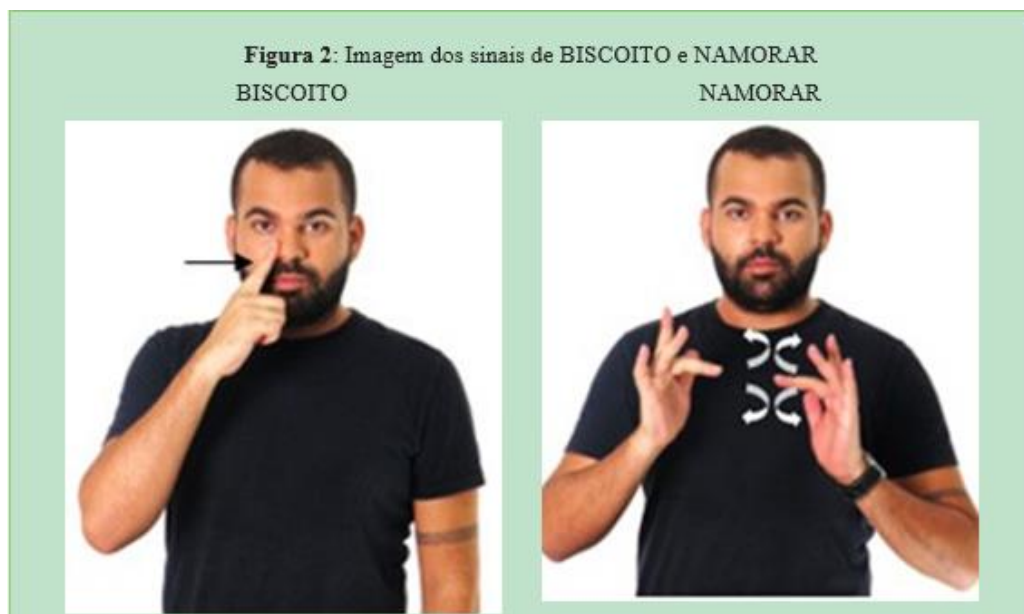 Figura 2: Imagem dos sinais de BISCOITO e NAMORAR
BISCOITO NAMORAR